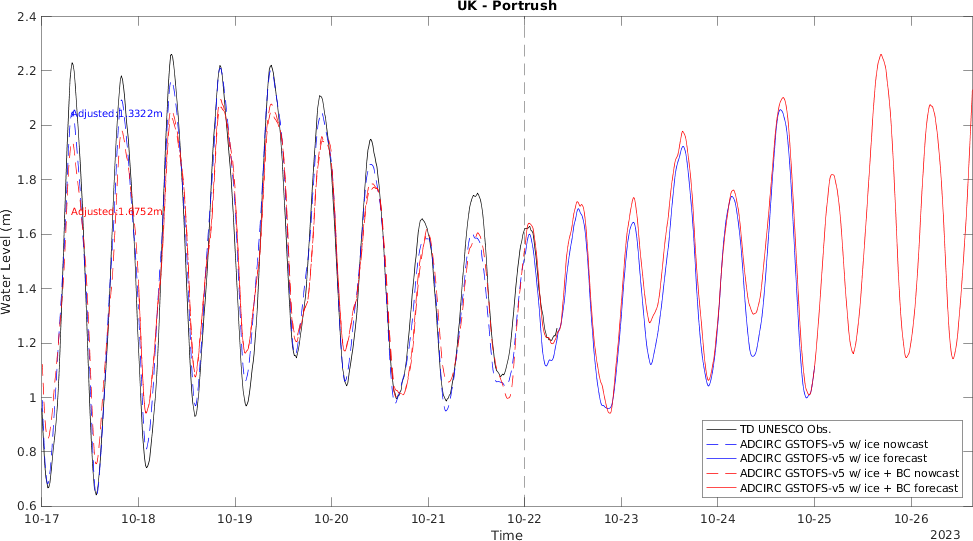 UK - Portrush
2.4
2.2
2
1.8
1.6
1.4
1.2
1
0.8
0.6
Water Level (m)
Adjusted:1.3322m
Adjusted:1.6752m
TD UNESCO Obs.
ADCIRC GSTOFS-v5 w/ ice nowcast
ADCIRC GSTOFS-v5 w/ ice forecast
ADCIRC GSTOFS-v5 w/ ice + BC nowcast
ADCIRC GSTOFS-v5 w/ ice + BC forecast
10-17 10-18 10-19 10-20 10-21 10-22 10-23 10-24 10-25 10-26
Time
2023